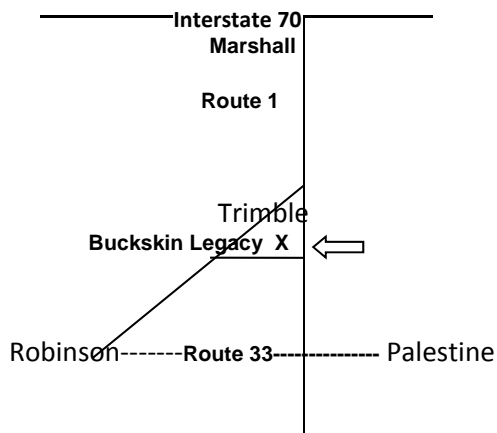 Interstate 70
Marshall
Route 1
Trimble
Buckskin Legacy X
Robinson-------Route 33-------------- Palestine